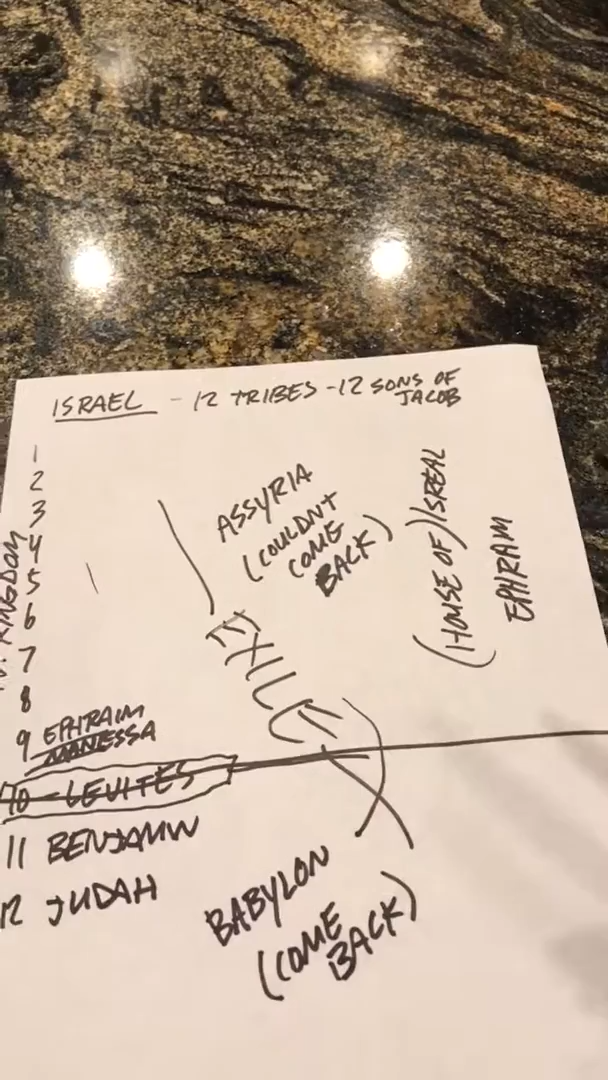 ISRAEL - 12 TRIBES - 12 SONS OF
JACOB
1
2
3
4
5
6
7
8
9 EPHRAIM
MANESSA
10 - LEVITES
11 BENJAMIN
12 JUDAH
KINGDOM
ASSYRIA
(COULDNT
COME
BACK)
EXILE
(HOUSE OF) ISREAL
EPHRAIM
BABYLON
(COME
BACK)